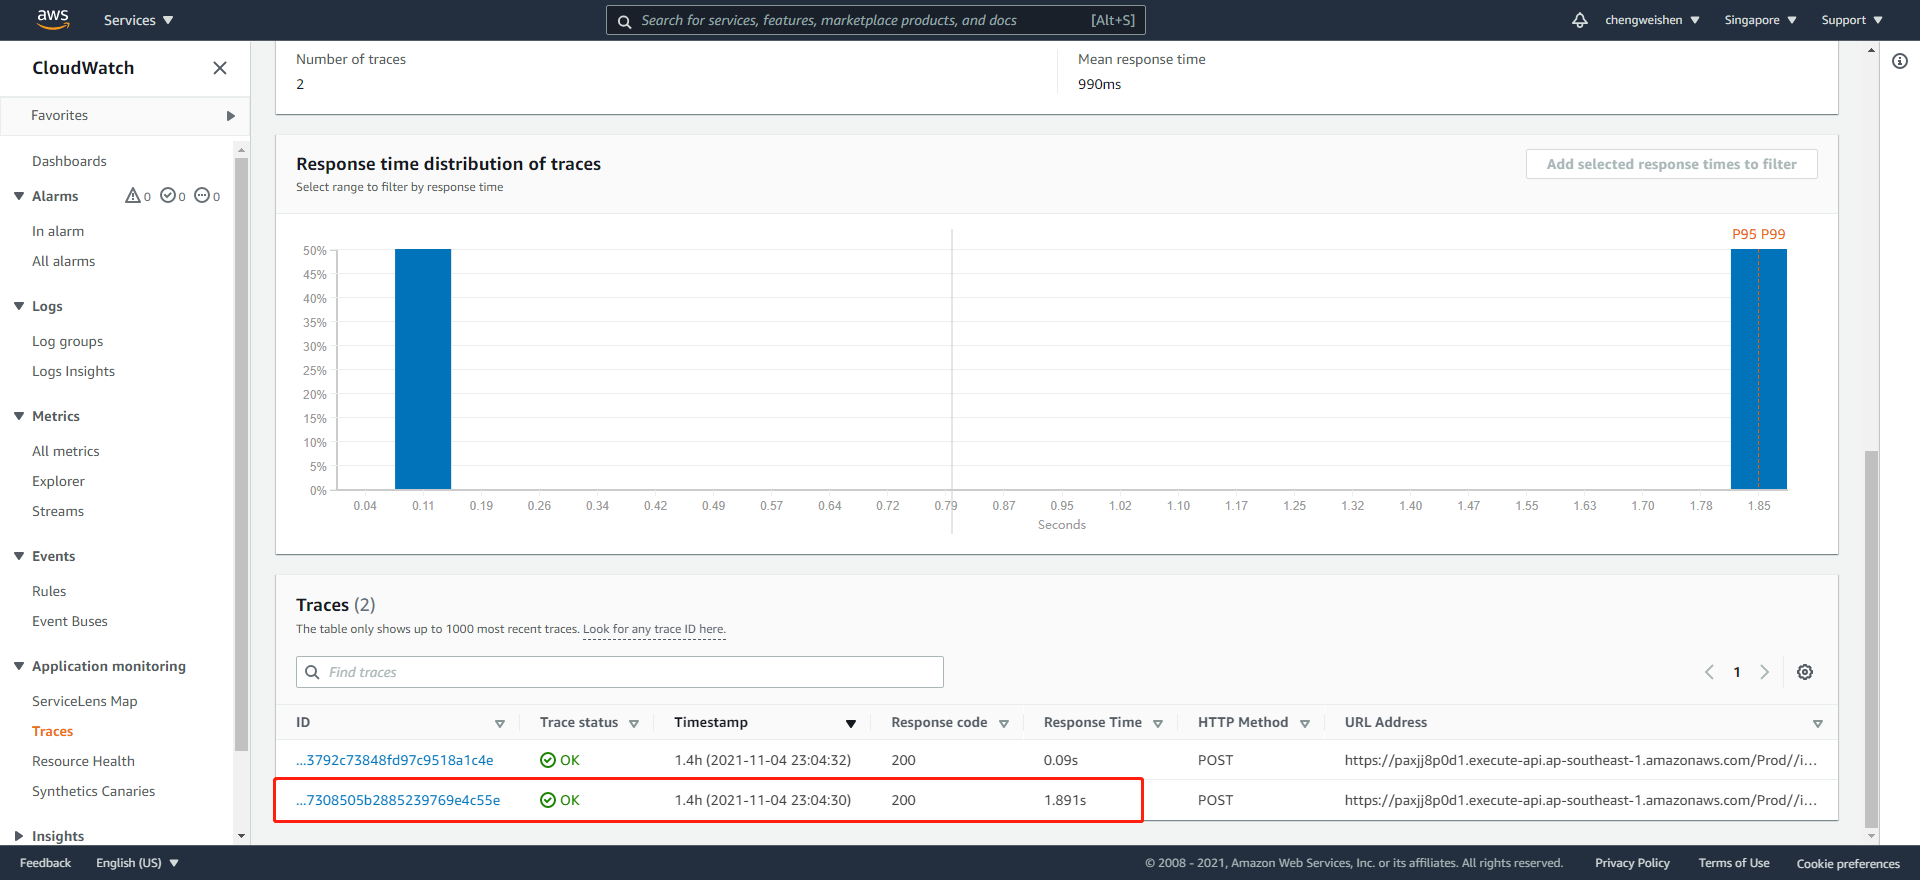 aws Services Search for services, features, marketplace products, and docs [Alt+S] chengweishen Singapore Support
CloudWatch
Favorites
Dashboards
Alarms 0 0 0
In alarm
All alarms
Logs
Log groups
Logs Insights
Metrics
All metrics
Explorer
Streams
Events
Rules
Event Buses
Application monitoring
ServiceLens Map
Traces
Resource Health
Synthetics Canaries
Insights
Number of traces Mean response time
2 990ms
Response time distribution of traces Add selected response times to filter
Select range to filter by response time
P95 P99
50%
45%
40%
35%
30%
25%
20%
15%
10%
5%
0%
0.04 0.11 0.19 0.26 0.34 0.42 0.49 0.57 0.64 0.72 0.79 0.87 0.95 1.02 1.10 1.17 1.25 1.32 1.40 1.47 1.55 1.63 1.70 1.78 1.85
Seconds
Traces (2)
The table only shows up to 1000 most recent traces. Look for any trace ID here.
Find traces 1
ID Trace status Timestamp Response code Response Time HTTP Method URL Address
...3792c73848fd97c9518a1c4e OK 1.4h (2021-11-04 23:04:32) 200 0.09s POST https://paxjj8p0d1.execute-api.ap-southeast-1.amazonaws.com/Prod//i...
...7308505b2885239769e4c55e OK 1.4h (2021-11-04 23:04:30) 200 1.891s POST https://paxjj8p0d1.execute-api.ap-southeast-1.amazonaws.com/Prod//i...
Feedback English (US) © 2008 - 2021, Amazon Web Services, Inc. or its affiliates. All rights reserved. Privacy Policy Terms of Use Cookie preferences